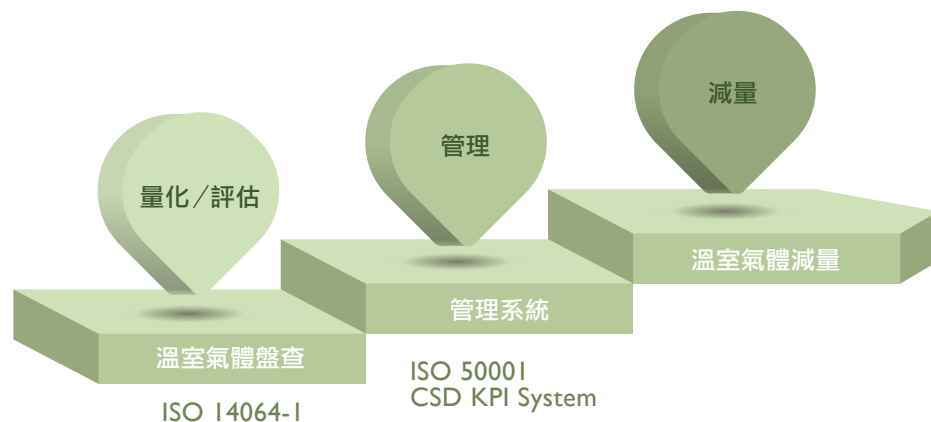 量化／評估
溫室氣體盤查
ISO 14064-1
管理
管理系統
ISO 50001
CSD KPI System
減量
溫室氣體減量